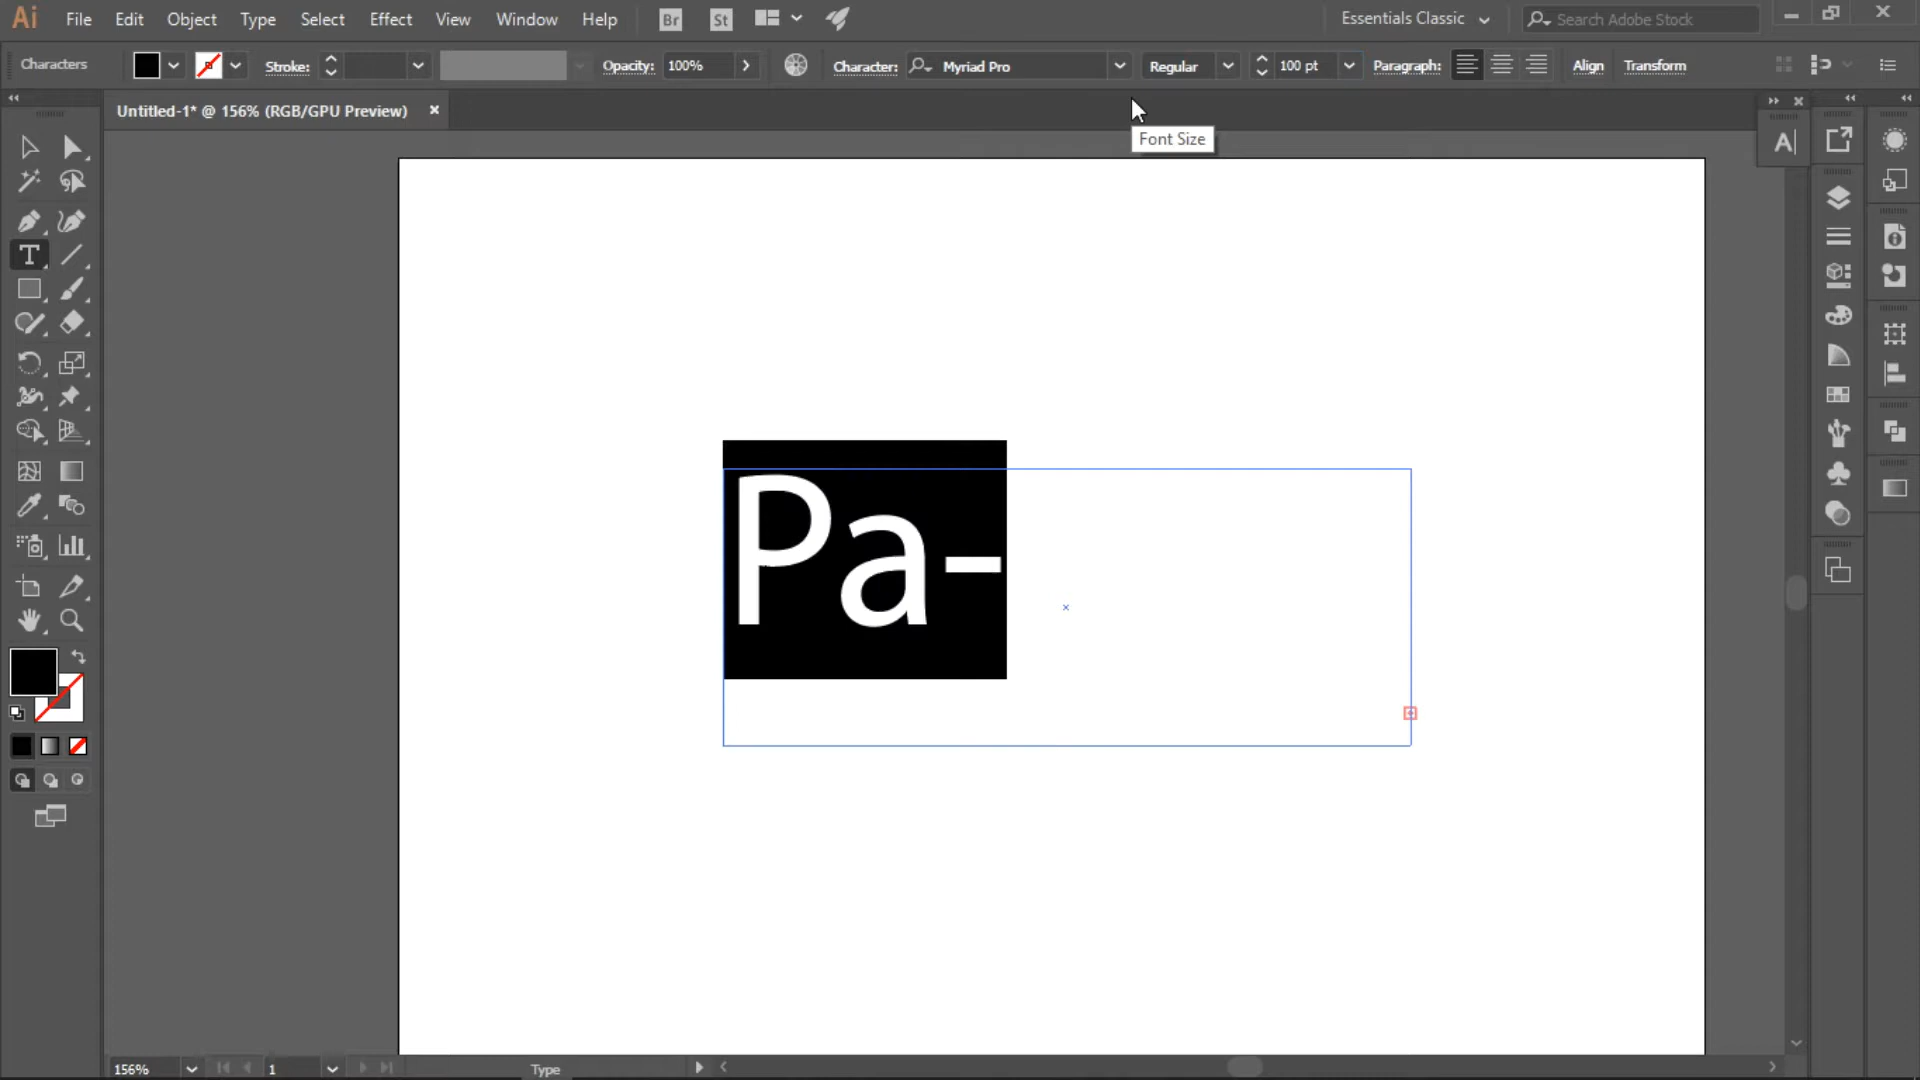 Ai File Edit Object Type Select Effect View Window Help Br St Essentials Classic Search Adobe Stock
Characters Stroke: Opacity: 100% Character: Myriad Pro Regular 100 pt Paragraph: Align Transform
Untitled-1* @ 156% (RGB/GPU Preview)
Font Size
A
T
Pa-
156% 1 Type